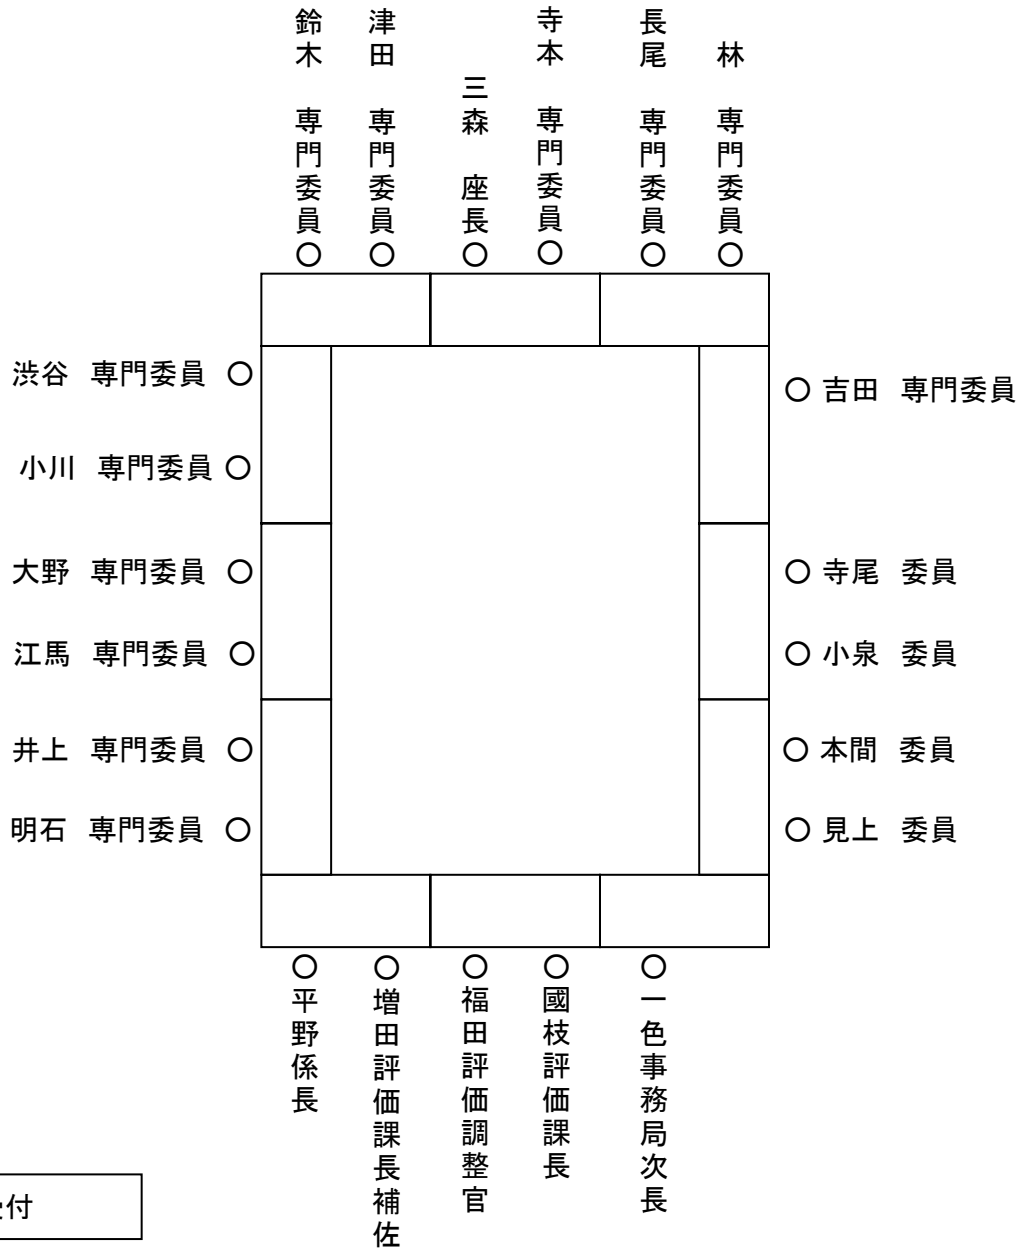 鈴木 専門委員○
津田 専門委員○
三森 座長○
寺本 専門委員○
長尾 専門委員○
林 専門委員○
渋谷 専門委員 ○
小川 専門委員 ○
大野 専門委員 ○
江馬 専門委員 ○
井上 専門委員 ○
明石 専門委員 ○
○ 吉田 専門委員
○ 寺尾 委員
○ 小泉 委員
○ 本間 委員
○ 見上 委員
○平野係長
○増田評価課長補佐
○福田評価調整官
○國枝評価課長
○一色事務局次長
付